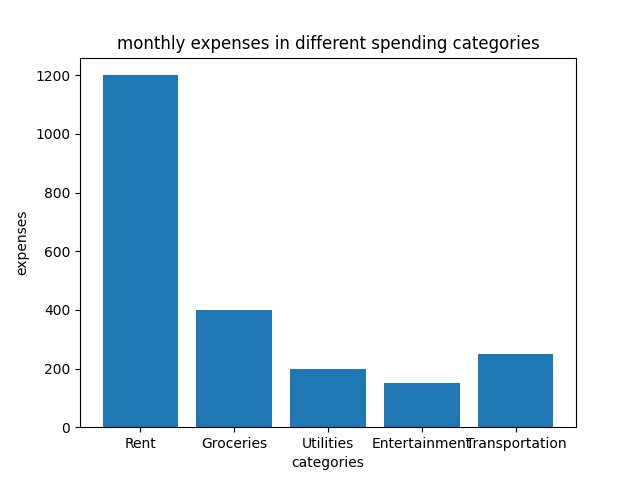 monthly expenses in different spending categories
1200
1000
800
600
400
200
0
expenses
Rent Groceries Utilities Entertainment Transportation
categories